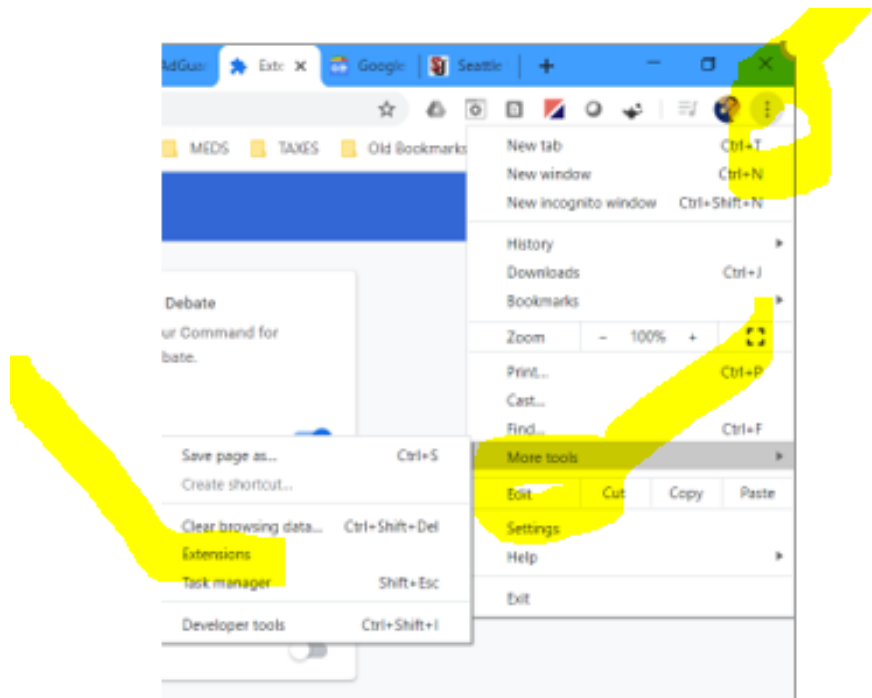 AdGua Exte Google Seattle
MEDS TAXES Old Bookmarks
New tab Ctrl+T
New window Ctrl+N
New incognito window Ctrl+Shift+N
History
Downloads Ctrl+J
Bookmarks
Zoom - 100% +
Print... Ctrl+P
Cast...
Find... Ctrl+F
More tools
Edit Cut Copy Paste
Settings
Help
Exit
Debate
ur Command for
bate.
Save page as... Ctrl+S
Create shortcut...
Clear browsing data... Ctrl+Shift+Del
Extensions
Task manager Shift+Esc
Developer tools Ctrl+Shift+I